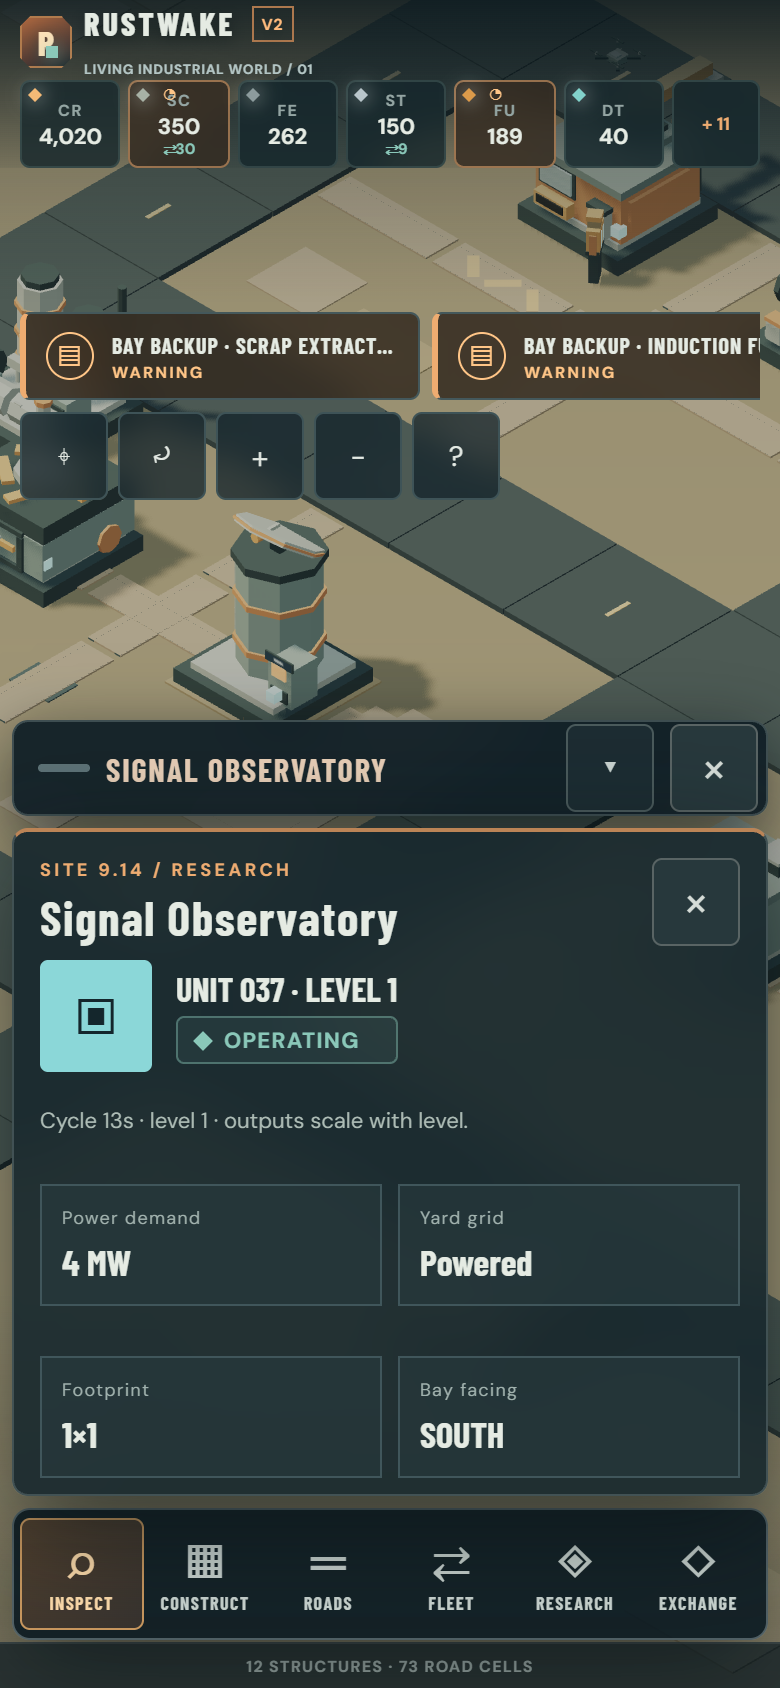 P
RUSTWAKE V2
LIVING INDUSTRIAL WORLD / 01
CR
4,020
SC
350
⇄30
FE
262
ST
150
⇄9
FU
189
DT
40
+ 11
BAY BACKUP · SCRAP EXTRACT...
WARNING
BAY BACKUP · INDUCTION
WARNING
+
-
?
SIGNAL OBSERVATORY
SITE 9.14 / RESEARCH
Signal Observatory
UNIT 037 · LEVEL 1
OPERATING
Cycle 13s · level 1 · outputs scale with level.
Power demand
4 MW
Yard grid
Powered
Footprint
1×1
Bay facing
SOUTH
INSPECT
CONSTRUCT
ROADS
FLEET
RESEARCH
EXCHANGE
12 STRUCTURES · 73 ROAD CELLS